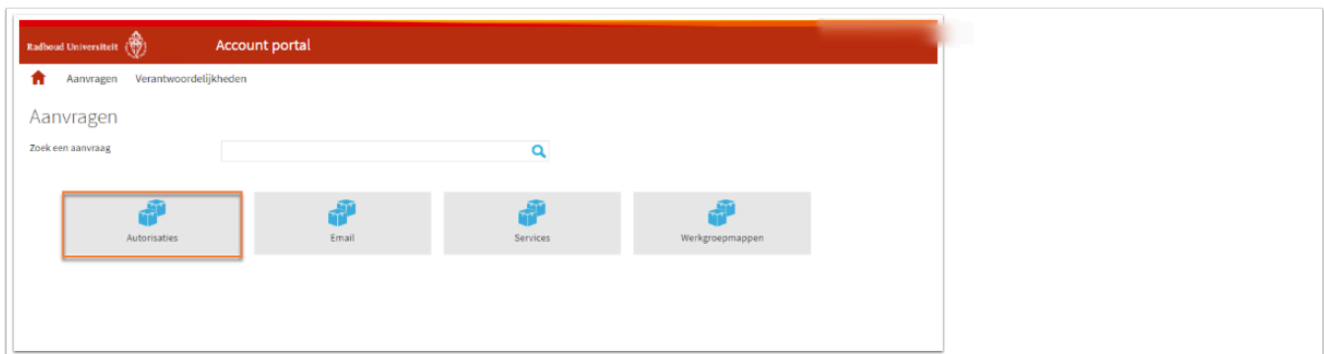 Radboud Universiteit
Account portal
Aanvragen Verantwoordelijkheden
Aanvragen
Zoek een aanvraag
Autorisaties Email Services Werkgroepmappen